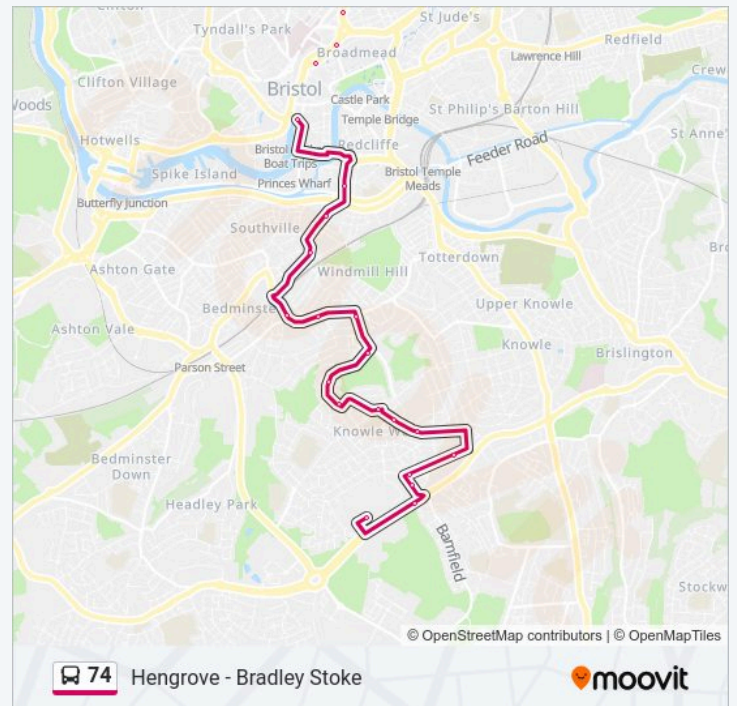 Clifton
Tyndall's Park
St Jude's
Broadmead
Redfield
Lawrence Hill
Clifton Village
Bristol
Crew
Woods
Castle Park
St Philip's Barton Hill
Temple Bridge
Hotwells
Redcliffe
Feeder Road
St Anne'
Bristol
Boat Trips
Spike Island
Princes Wharf
Bristol Temple
Meads
Butterfly Junction
Southville
Br
Ashton Gate
Windmill Hill
Totterdown
Bedminste
Upper Knowle
Ashton Vale
Knowle
Brislington
Parson Street
Knowle W
Bedminster
Down
Headley Park
Bamfield
Stockw
© OpenStreetMap contributors | © OpenMapTiles
74 Hengrove - Bradley Stoke
moovit